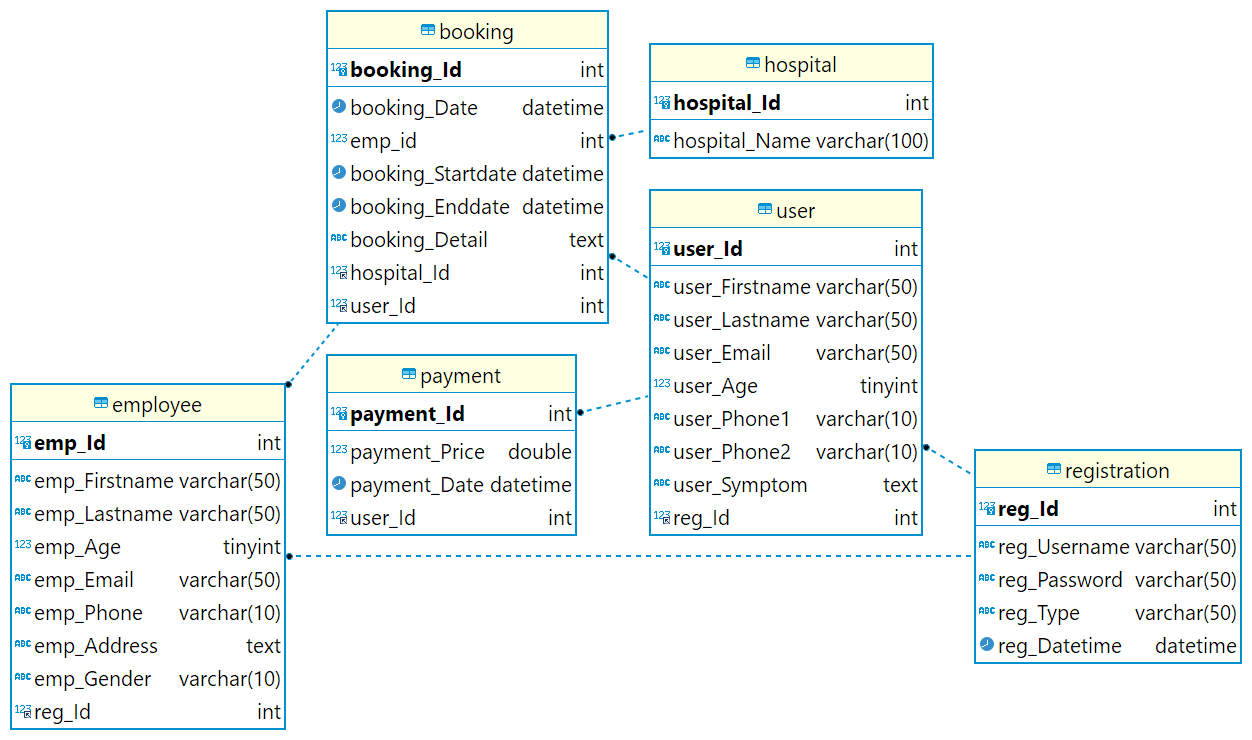 booking
booking_Id int
booking_Date datetime
emp_id int
booking_Startdate datetime
booking_Enddate datetime
booking_Detail text
hospital_Id int
user_Id int
hospital
hospital_Id int
hospital_Name varchar(100)
user
user_Id int
user_Firstname varchar(50)
user_Lastname varchar(50)
user_Email varchar(50)
user_Age tinyint
user_Phone1 varchar(10)
user_Phone2 varchar(10)
user_Symptom text
reg_Id int
payment
payment_Id int
payment_Price double
payment_Date datetime
user_Id int
employee
emp_Id int
emp_Firstname varchar(50)
emp_Lastname varchar(50)
emp_Age tinyint
emp_Email varchar(50)
emp_Phone varchar(10)
emp_Address text
emp_Gender varchar(10)
reg_Id int
registration
reg_Id int
reg_Username varchar(50)
reg_Password varchar(50)
reg_Type varchar(50)
reg_Datetime datetime